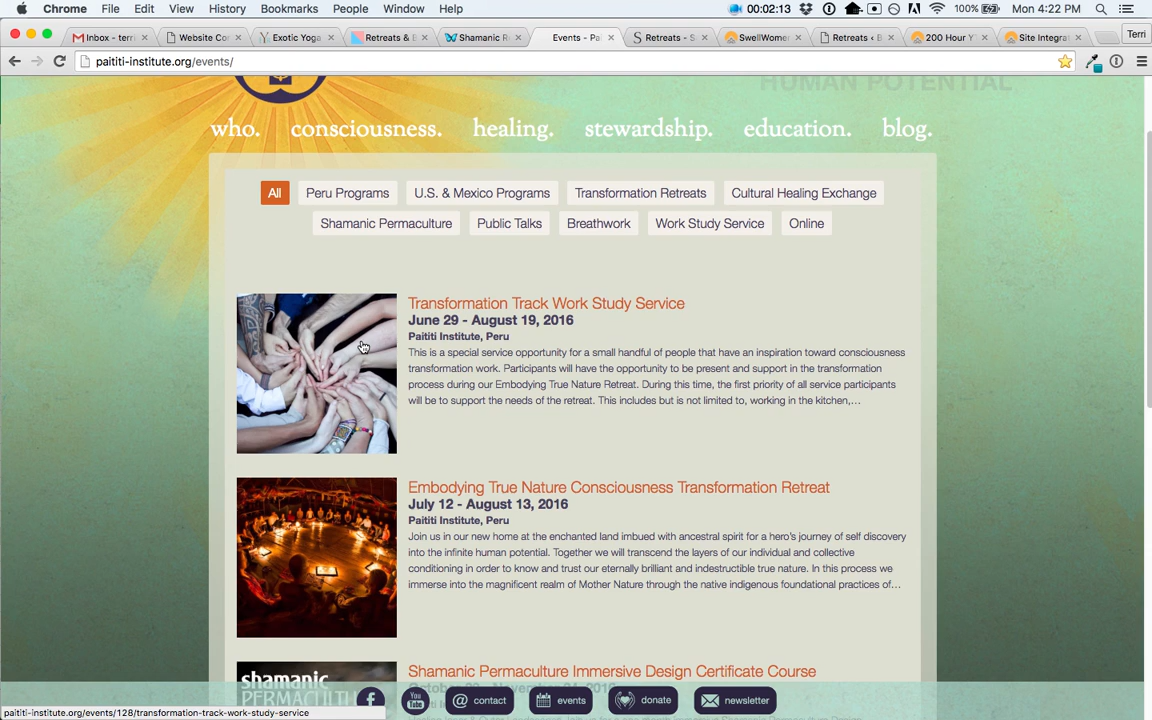 Chrome File Edit View History Bookmarks People Window Help 00:02:13 100% Mon 4:22 PM
Inbox - terri Website Con Exotic Yoga Retreats & B Shamanic R Events - Pai Retreats - S SwellWomen Retreats ‹ B 200 Hour Y Site Integrat Terri
paititi-institute.org/events/
HUMAN POTENTIAL
who. consciousness. healing. stewardship. education. blog.
All Peru Programs U.S. & Mexico Programs Transformation Retreats Cultural Healing Exchange
Shamanic Permaculture Public Talks Breathwork Work Study Service Online
Transformation Track Work Study Service
June 29 - August 19, 2016
Paititi Institute, Peru
This is a special service opportunity for a small handful of people that have an inspiration toward consciousness
transformation work. Participants will have the opportunity to be present and support in the transformation
process during our Embodying True Nature Retreat. During this time, the first priority of all service participants
will be to support the needs of the retreat. This includes but is not limited to, working in the kitchen,…
Embodying True Nature Consciousness Transformation Retreat
July 12 - August 13, 2016
Paititi Institute, Peru
Join us in our new home at the enchanted land imbued with ancestral spirit for a hero's journey of self discovery
into the infinite human potential. Together we will transcend the layers of our individual and collective
conditioning in order to know and trust our eternally brilliant and indestructible true nature. In this process we
immerse into the magnificent realm of Mother Nature through the native indigenous foundational practices of…
Shamanic Permaculture Immersive Design Certificate Course
shamanic
PERMACULTU
You Tube contact events donate newsletter
paititi-institute.org/events/128/transformation-track-work-study-service